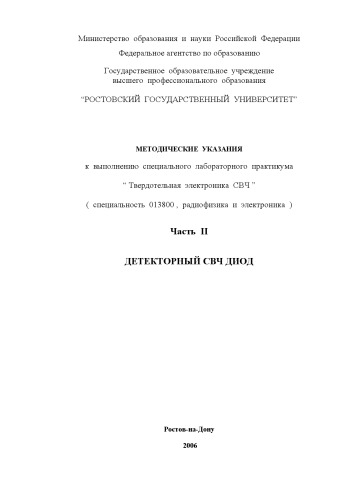 Министерство образования и науки Российской Федерации
Федеральное агентство по образованию
Государственное образовательное учреждение
высшего профессионального образования
“РОСТОВСКИЙ ГОСУДАРСТВЕННЫЙ УНИВЕРСИТЕТ”
МЕТОДИЧЕСКИЕ УКАЗАНИЯ
к выполнению специального лабораторного практикума
“ Твердотельная электроника СВЧ ”
( специальность 013800 , радиофизика и электроника )
Часть II
ДЕТЕКТОРНЫЙ СВЧ ДИОД
Ростов-на-Дону
2006